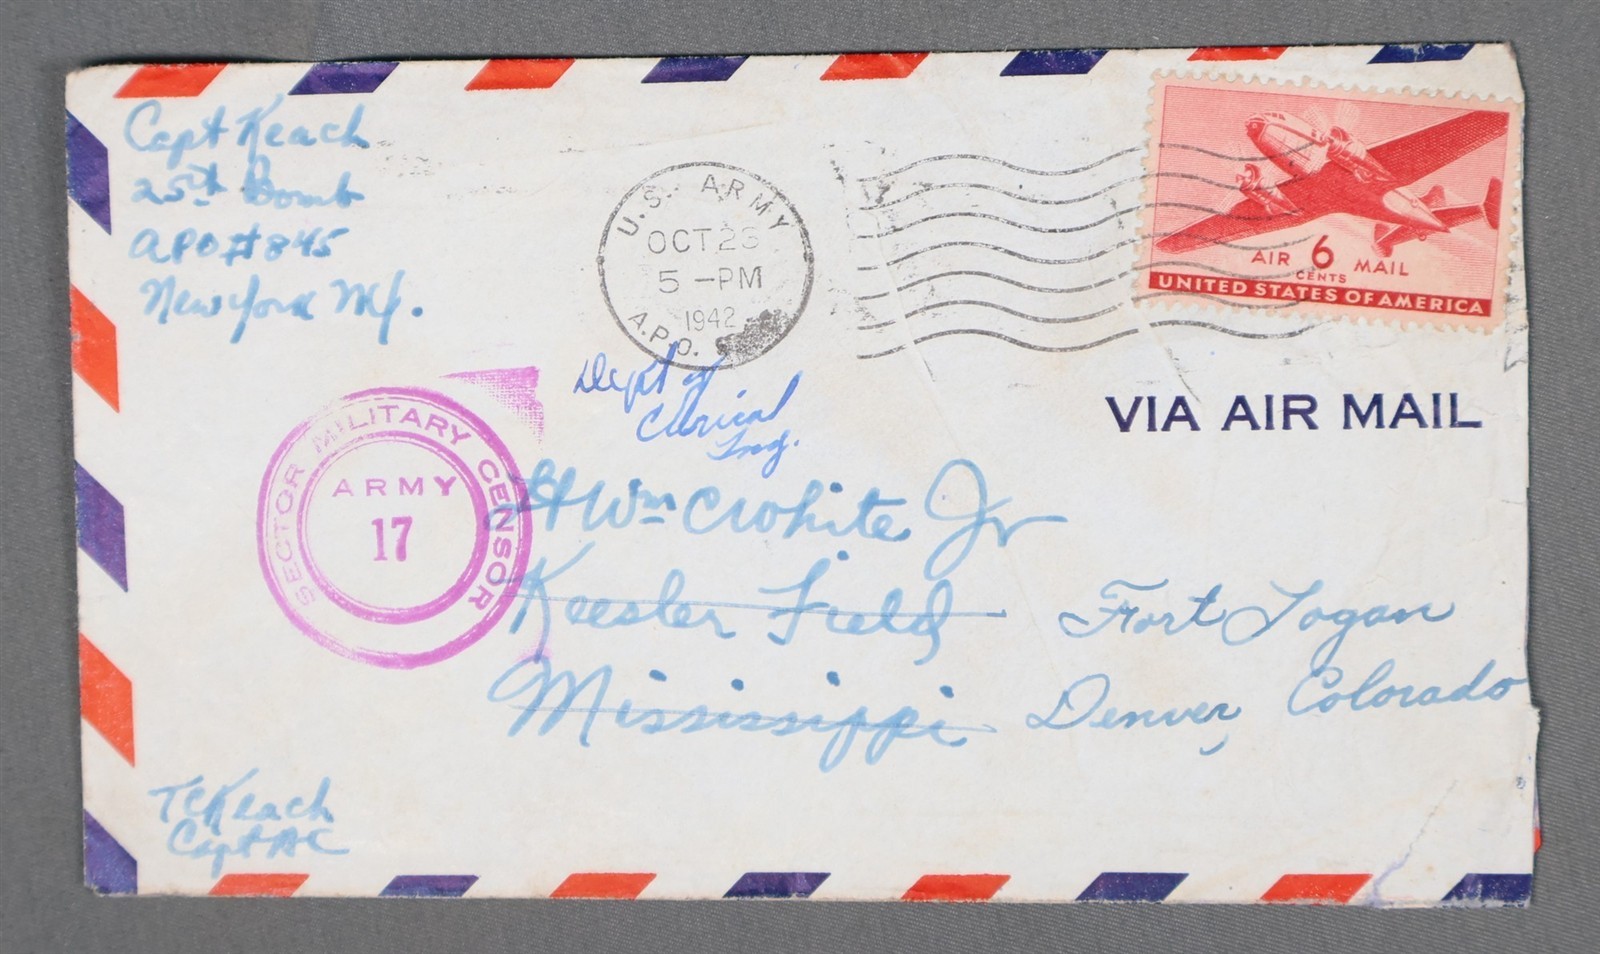 Capt Keach
25th Bomb
APO #845
New York N.Y.
U.S. ARMY
OCT 23
5 -PM
1942
A.P.O.
AIR 6 MAIL
CENTS
UNITED STATES OF AMERICA
VIA AIR MAIL
Dept of
Clerical
Trng.
SECTOR MILITARY CENSOR
ARMY
17
Lt Wm C White Jr
Keesler Field
Mississippi
Fort Logan
Denver, Colorado
T C Keach
Capt AC